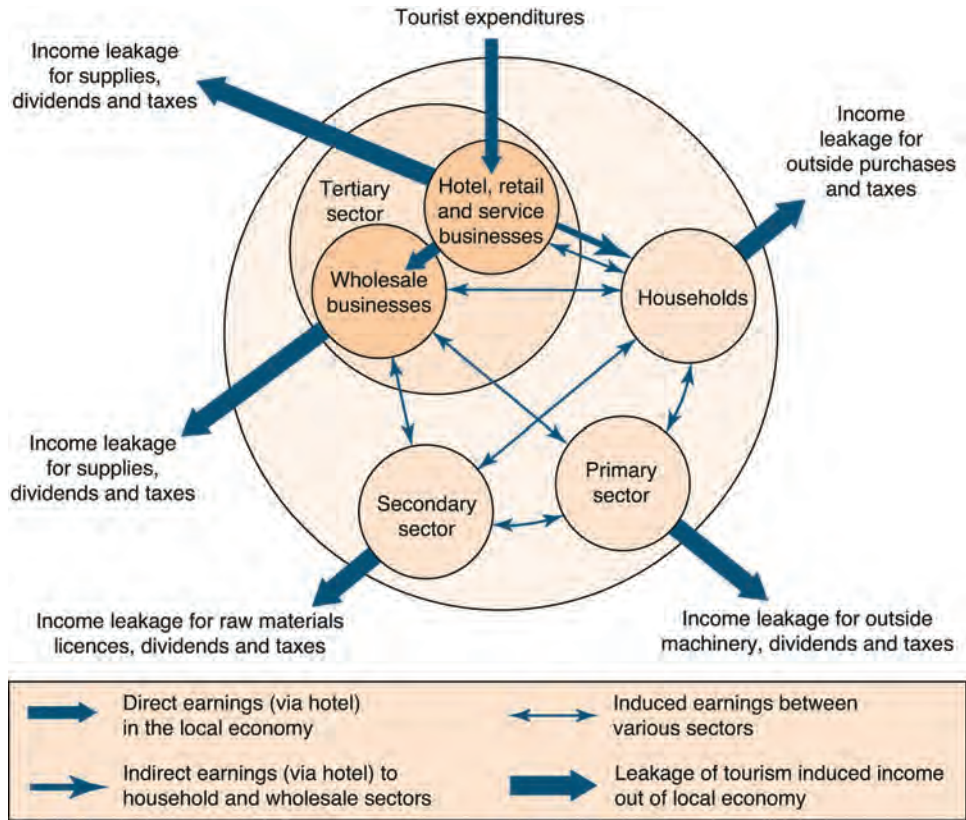 Tourist expenditures
Income leakage
for supplies,
dividends and taxes
Income
leakage for
outside purchases
and taxes
Tertiary
sector
Hotel, retail
and service
businesses
Wholesale
businesses
Households
Income leakage
for supplies,
dividends and taxes
Primary
sector
Secondary
sector
Income leakage for raw materials
licences, dividends and taxes
Income leakage for outside
machinery, dividends and taxes
Direct earnings (via hotel)
in the local economy
Induced earnings between
various sectors
Indirect earnings (via hotel) to
household and wholesale sectors
Leakage of tourism induced income
out of local economy